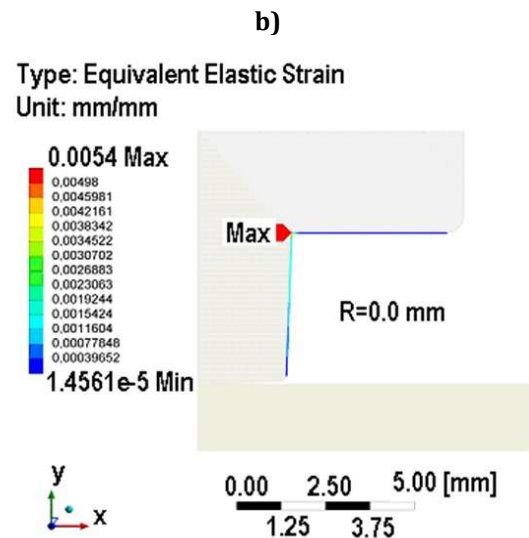 b)
Type: Equivalent Elastic Strain
Unit: mm/mm
0.0054 Max
0,00498
0,0045981
0,0042161
0,0038342
0,0034522
0,0030702
0,0026883
0,0023063
0,0019244
0,0015424
0,0011604
0,00077848
0,00039652
1.4561e-5 Min
Max
R=0.0 mm
y
x
0.00 2.50 5.00 [mm]
1.25 3.75